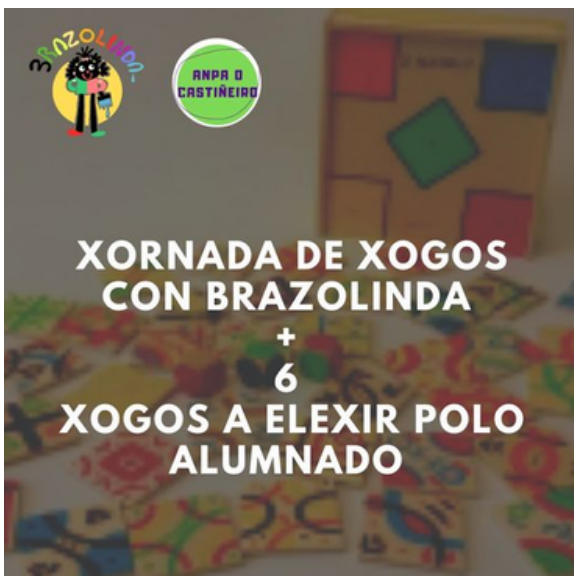 BRAZOLINDA
ANPA O
CASTIÑEIRO
XORNADA DE XOGOS
CON BRAZOLINDA
+
6
XOGOS A ELEXIR POLO
ALUMNADO